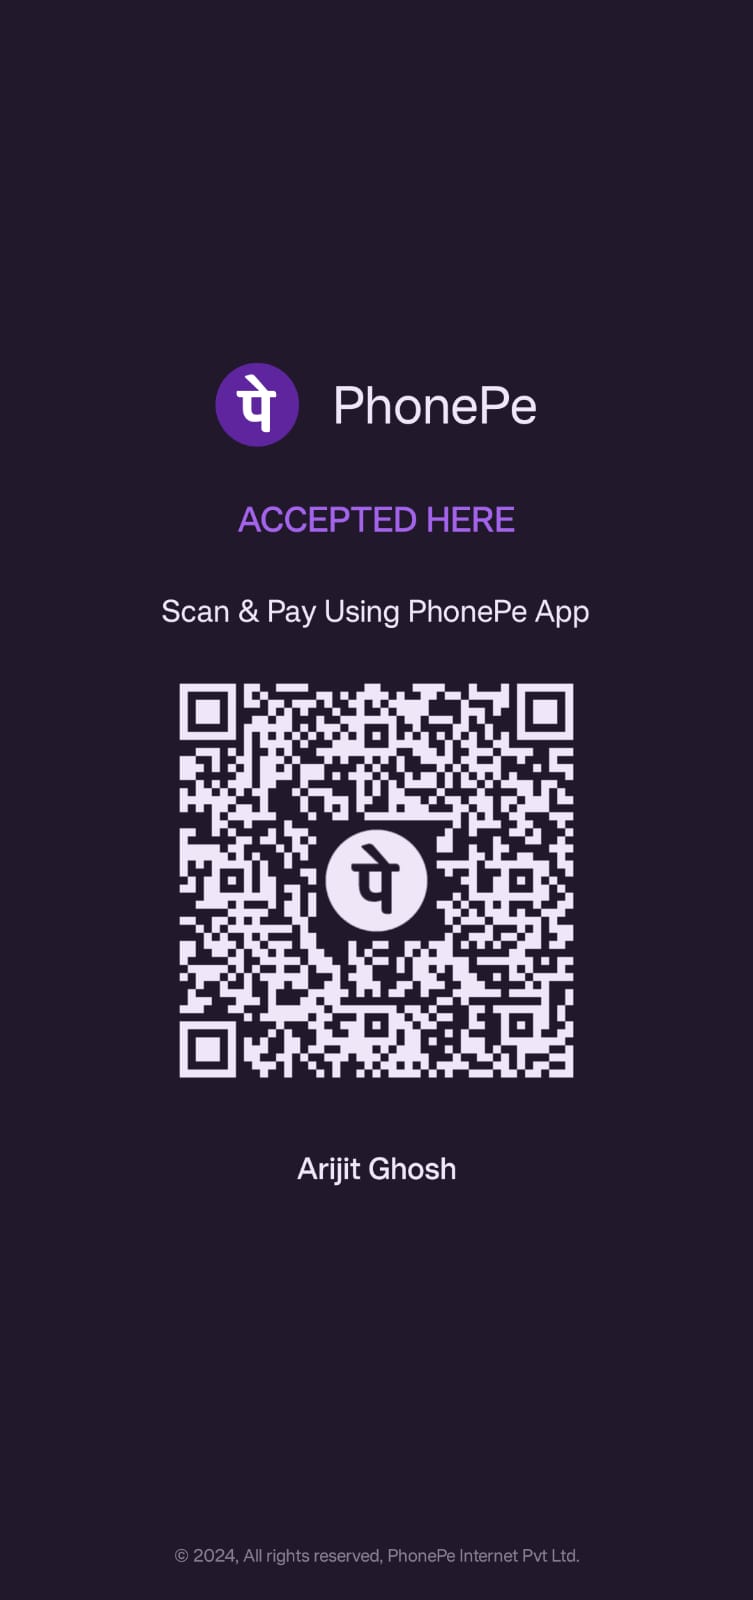 पे PhonePe
ACCEPTED HERE
Scan & Pay Using PhonePe App
पे
Arijit Ghosh
© 2024, All rights reserved, PhonePe Internet Pvt Ltd.